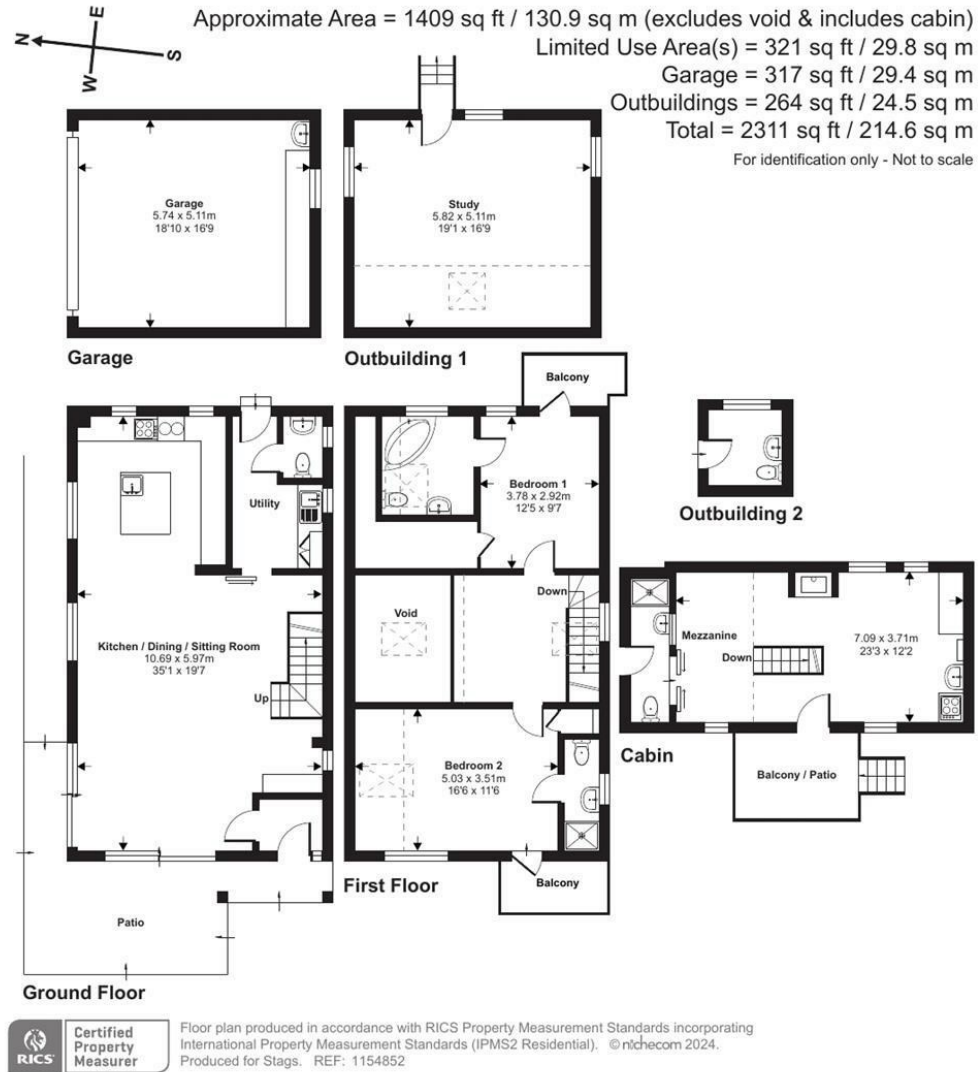 N
E
S
W
Approximate Area = 1409 sq ft / 130.9 sq m (excludes void & includes cabin)
Limited Use Area(s) = 321 sq ft / 29.8 sq m
Garage = 317 sq ft / 29.4 sq m
Outbuildings = 264 sq ft / 24.5 sq m
Total = 2311 sq ft / 214.6 sq m
For identification only - Not to scale
Garage
5.74 x 5.11m
18'10 x 16'9
Garage
Study
5.82 x 5.11m
19'1 x 16'9
Outbuilding 1
Utility
Kitchen / Dining / Sitting Room
10.69 x 5.97m
35'1 x 19'7
Up
Patio
Ground Floor
Balcony
Bedroom 1
3.78 x 2.92m
12'5 x 9'7
Void
Down
Bedroom 2
5.03 x 3.51m
16'6 x 11'6
Balcony
First Floor
Outbuilding 2
Mezzanine
Down
7.09 x 3.71m
23'3 x 12'2
Cabin
Balcony / Patio
RICS
Certified
Property
Measurer
Floor plan produced in accordance with RICS Property Measurement Standards incorporating
International Property Measurement Standards (IPMS2 Residential). © nichecom 2024.
Produced for Stags. REF: 1154852